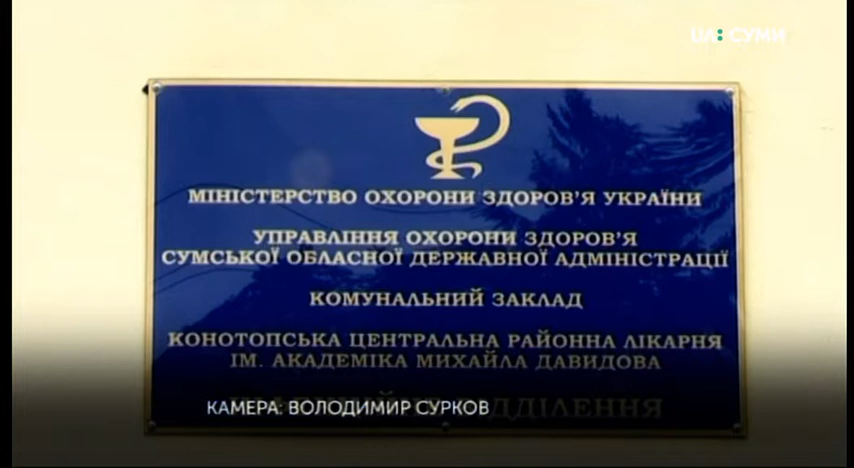 UA: СУМИ
МІНІСТЕРСТВО ОХОРОНИ ЗДОРОВ'Я УКРАЇНИ
УПРАВЛІННЯ ОХОРОНИ ЗДОРОВ'Я
СУМСЬКОЇ ОБЛАСНОЇ ДЕРЖАВНОЇ АДМІНІСТРАЦІЇ
КОМУНАЛЬНИЙ ЗАКЛАД
КОНОТОПСЬКА ЦЕНТРАЛЬНА РАЙОННА ЛІКАРНЯ
ІМ. АКАДЕМІКА МИХАЙЛА ДАВИДОВА
КАМЕРА: ВОЛОДИМИР СУРКОВ